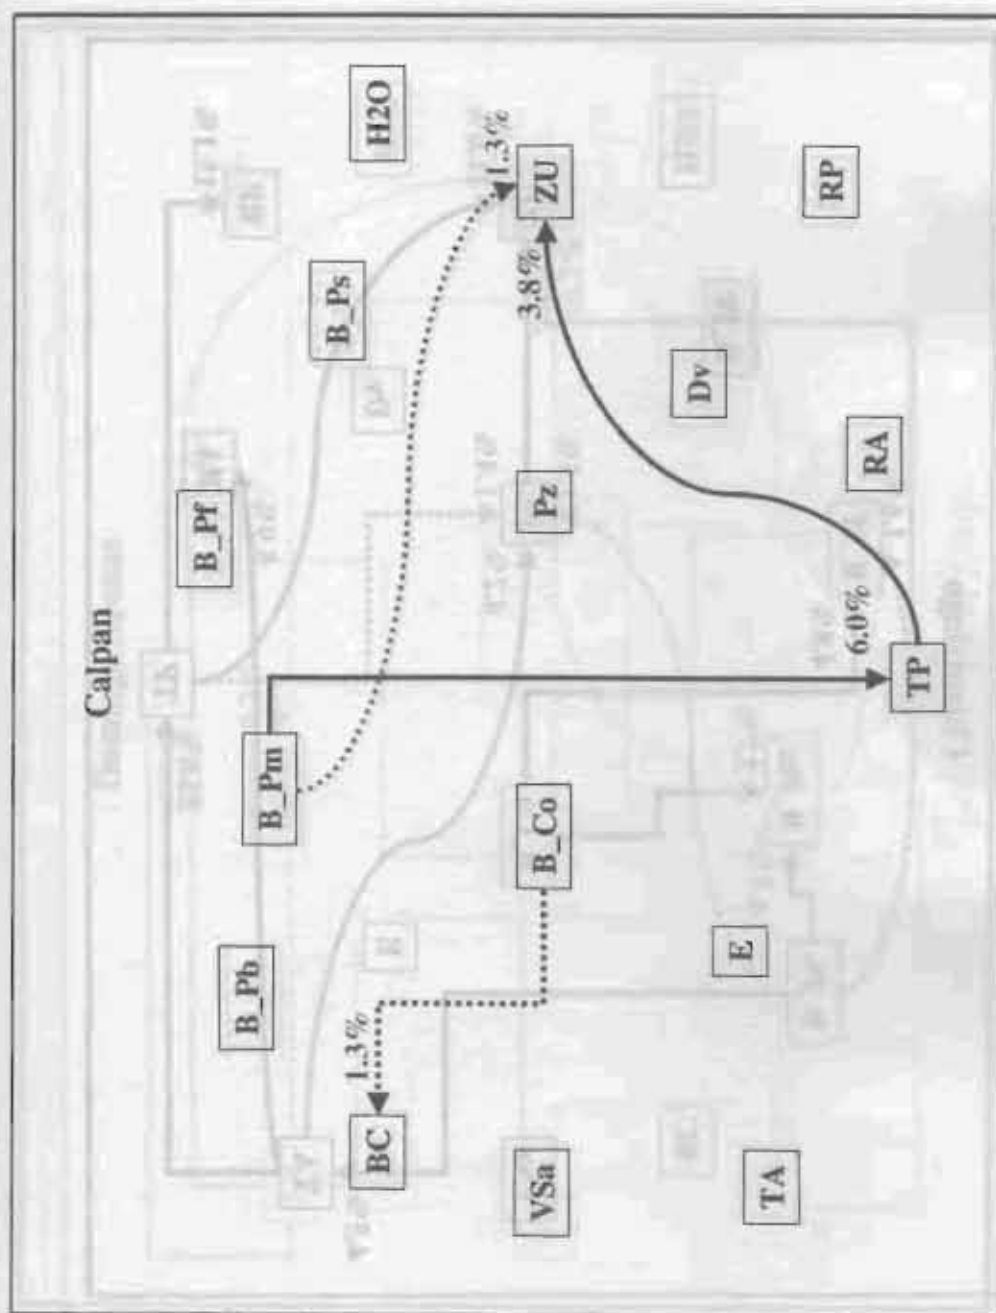 Calpan
B_Pf
B_Pb
B_Pm
B_Ps
1.3%
BC
H2O
1.3%
3.8%
VSa
B_Co
Pz
ZU
Dv
E
TA
RP
6.0%
RA
TP